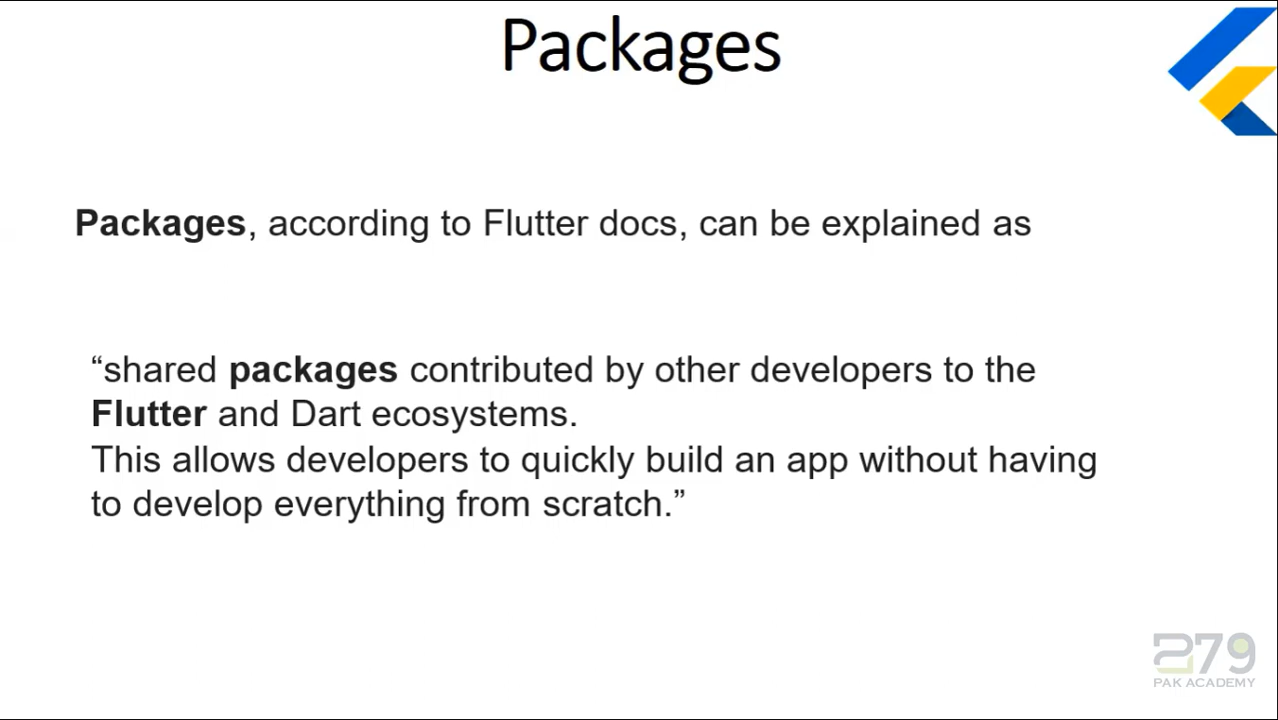 Packages
Packages, according to Flutter docs, can be explained as
“shared packages contributed by other developers to the
Flutter and Dart ecosystems.
This allows developers to quickly build an app without having
to develop everything from scratch.”
279
PAK ACADEMY